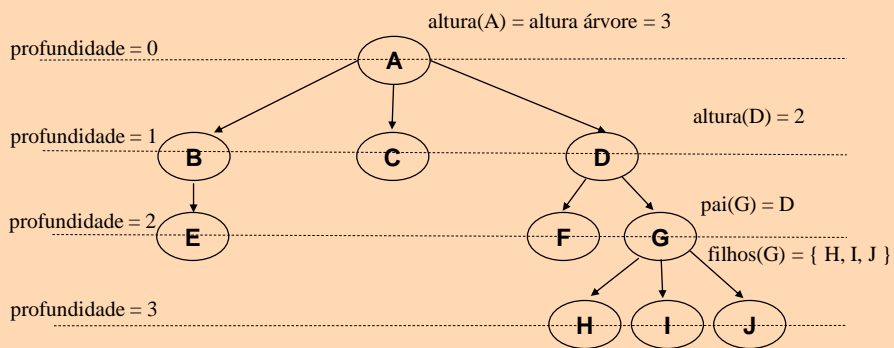 altura(A) = altura árvore = 3
profundidade = 0
A
altura(D) = 2
profundidade = 1
B
C
D
pai(G) = D
profundidade = 2
E
F
G
filhos(G) = { H, I, J }
profundidade = 3
H
I
J